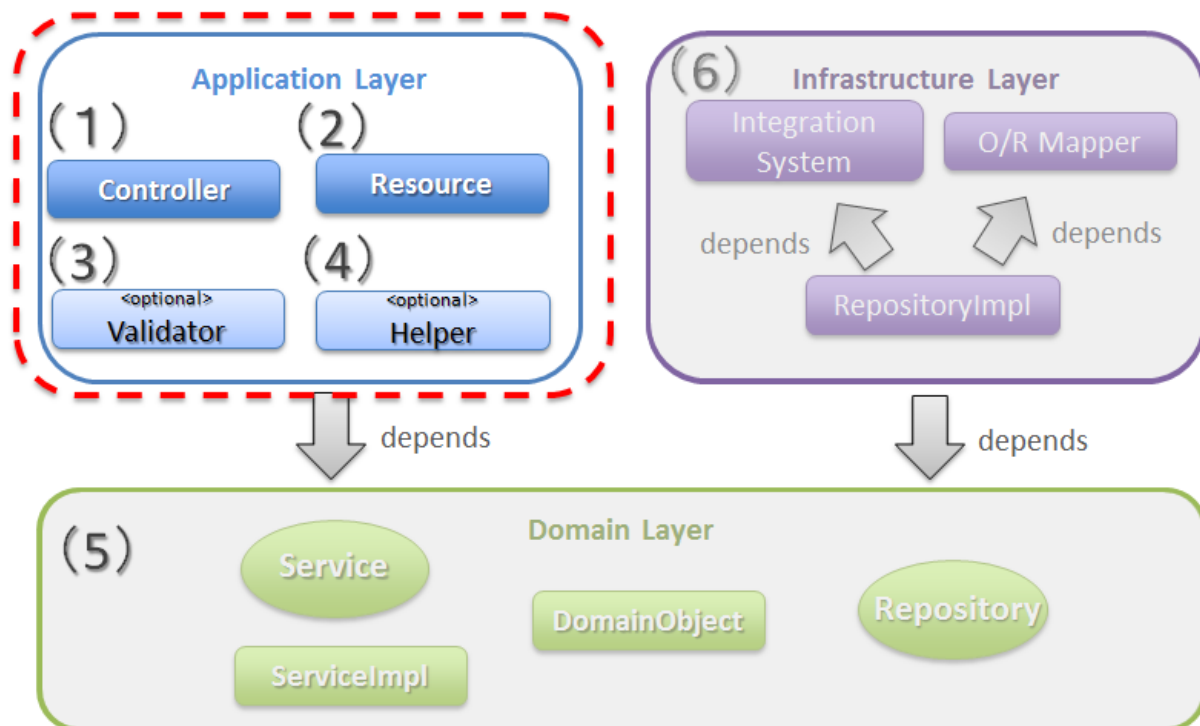 Application Layer
(1)
Controller
(2)
Resource
(3)
<optional>
Validator
(4)
<optional>
Helper
(6)
Infrastructure Layer
Integration
System
O/R Mapper
depends
depends
RepositoryImpl
depends
depends
(5)
Domain Layer
Service
ServiceImpl
DomainObject
Repository